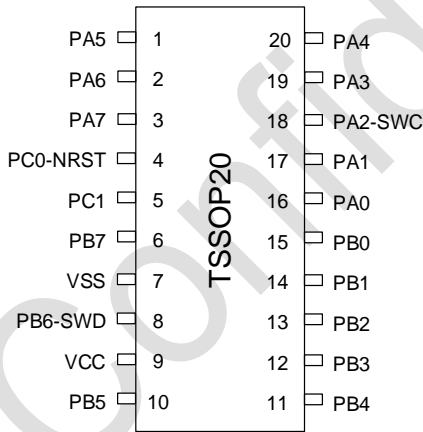 PA5 1 20 PA4
PA6 2 19 PA3
PA7 3 18 PA2-SWC
PC0-NRST 4 17 PA1
PC1 5 16 PA0
PB7 6 15 PB0
VSS 7 14 PB1
PB6-SWD 8 13 PB2
VCC 9 12 PB3
PB5 10 11 PB4
TSSOP20
Confid